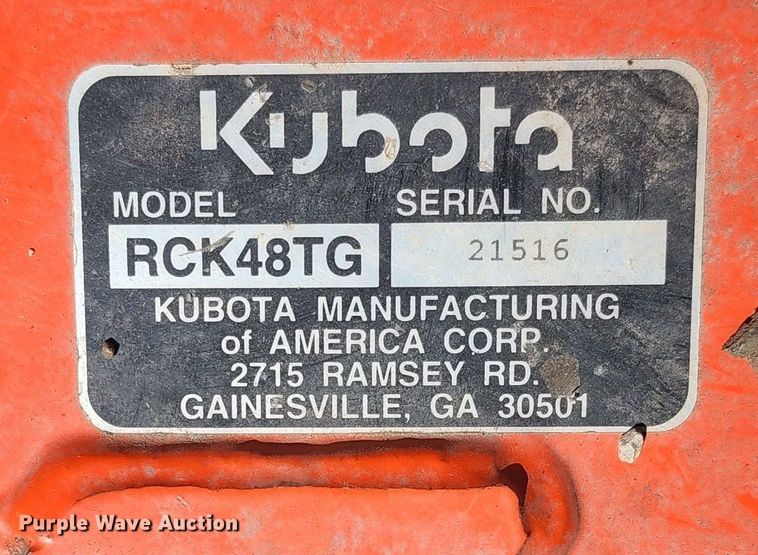 Kubota
MODEL SERIAL NO.
RCK48TG 21516
KUBOTA MANUFACTURING
of AMERICA CORP.
2715 RAMSEY RD.
GAINESVILLE, GA 30501
Purple Wave Auction